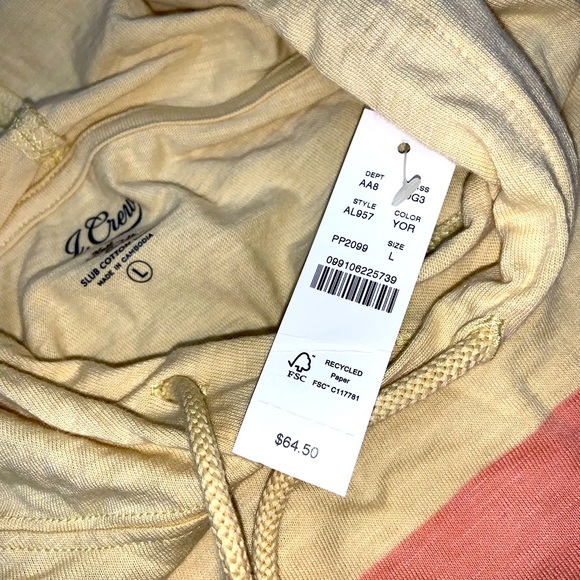 J.Crew
SLUB COTTON
MADE IN CAMBODIA
L
DEPT
AA8
STYLE
COLOR
AL957
YOR
PP2099
SIZE
L
099106225739
FSC
RECYCLED
Paper
FSC™ C117781
$64.50